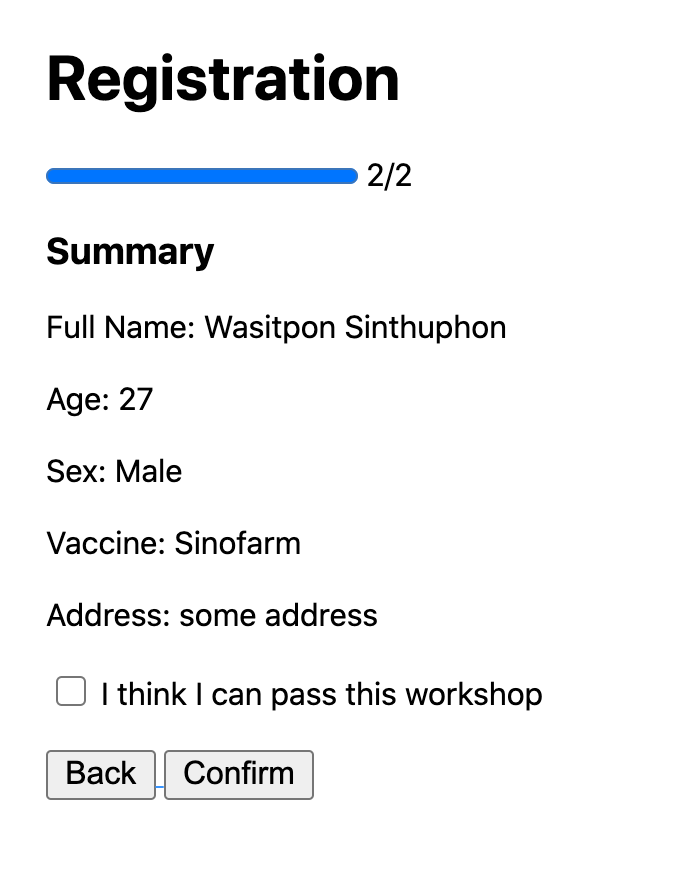 Registration
2/2
Summary
Full Name: Wasitpon Sinthuphon
Age: 27
Sex: Male
Vaccine: Sinofarm
Address: some address
I think I can pass this workshop
Back Confirm